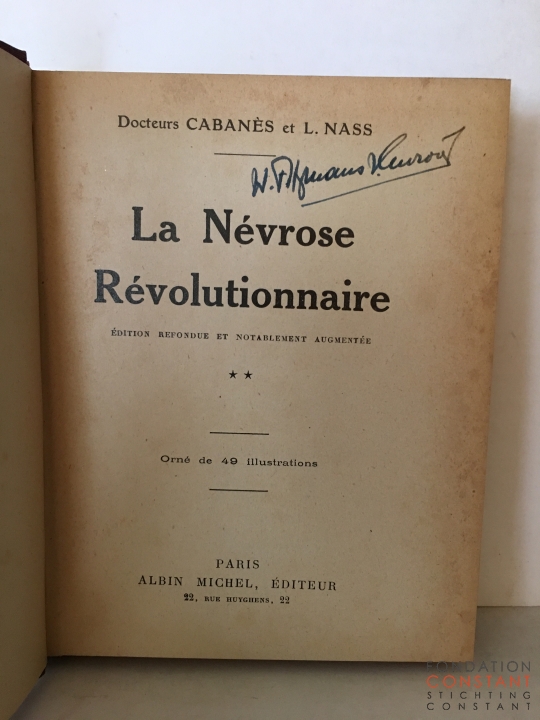 Docteurs CABANÈS et L. NASS
La Névrose
Révolutionnaire
ÉDITION REFONDUE ET NOTABLEMENT AUGMENTÉE
★ ★
Orné de 49 illustrations
PARIS
ALBIN MICHEL, ÉDITEUR
22, RUE HUYGHENS, 22
FONDATION
CONSTANT
STICHTING
CONSTANT